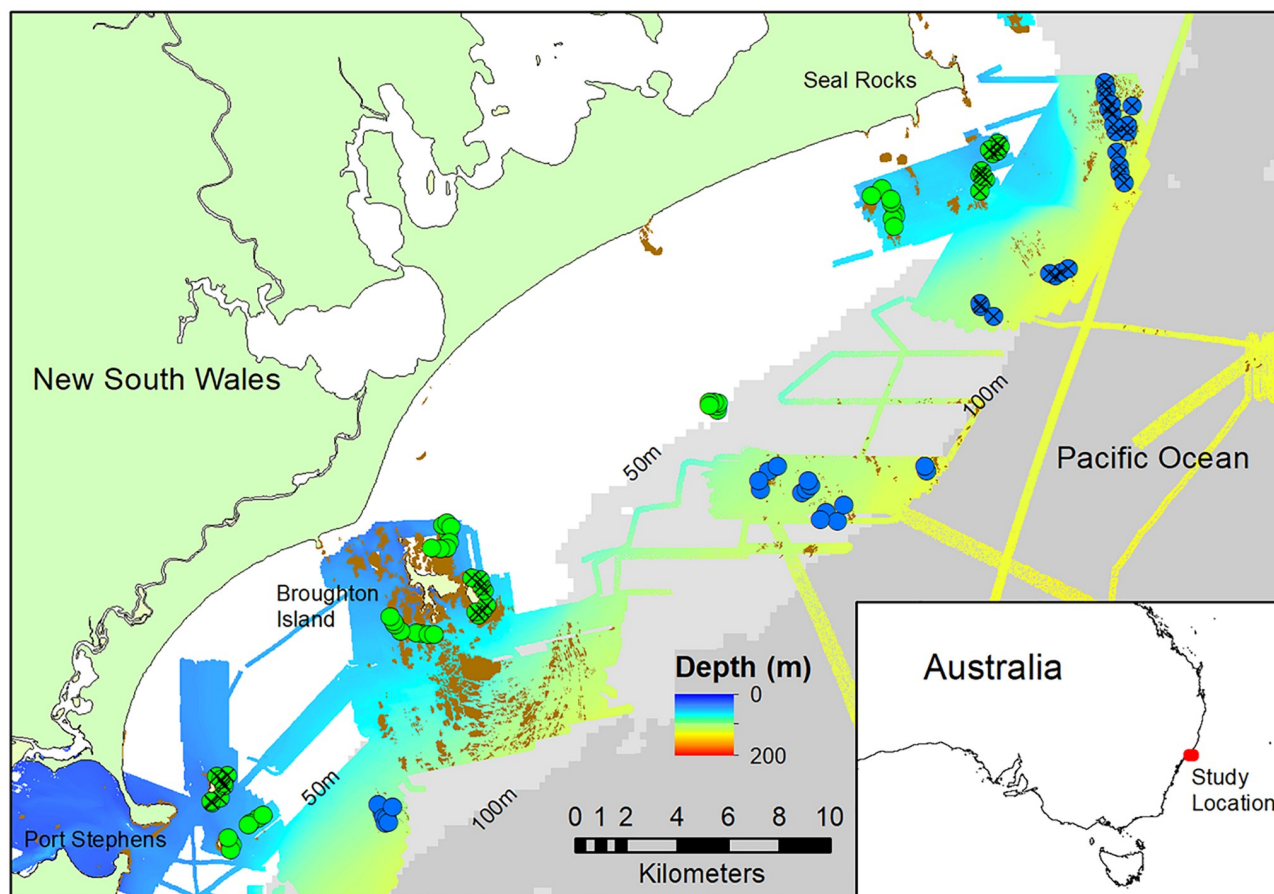 Seal Rocks
New South Wales
100m
50m
Pacific Ocean
Broughton
Island
Depth (m)
0
200
50m
100m
Port Stephens
0 1 2 4 6 8 10
Kilometers
Australia
Study
Location